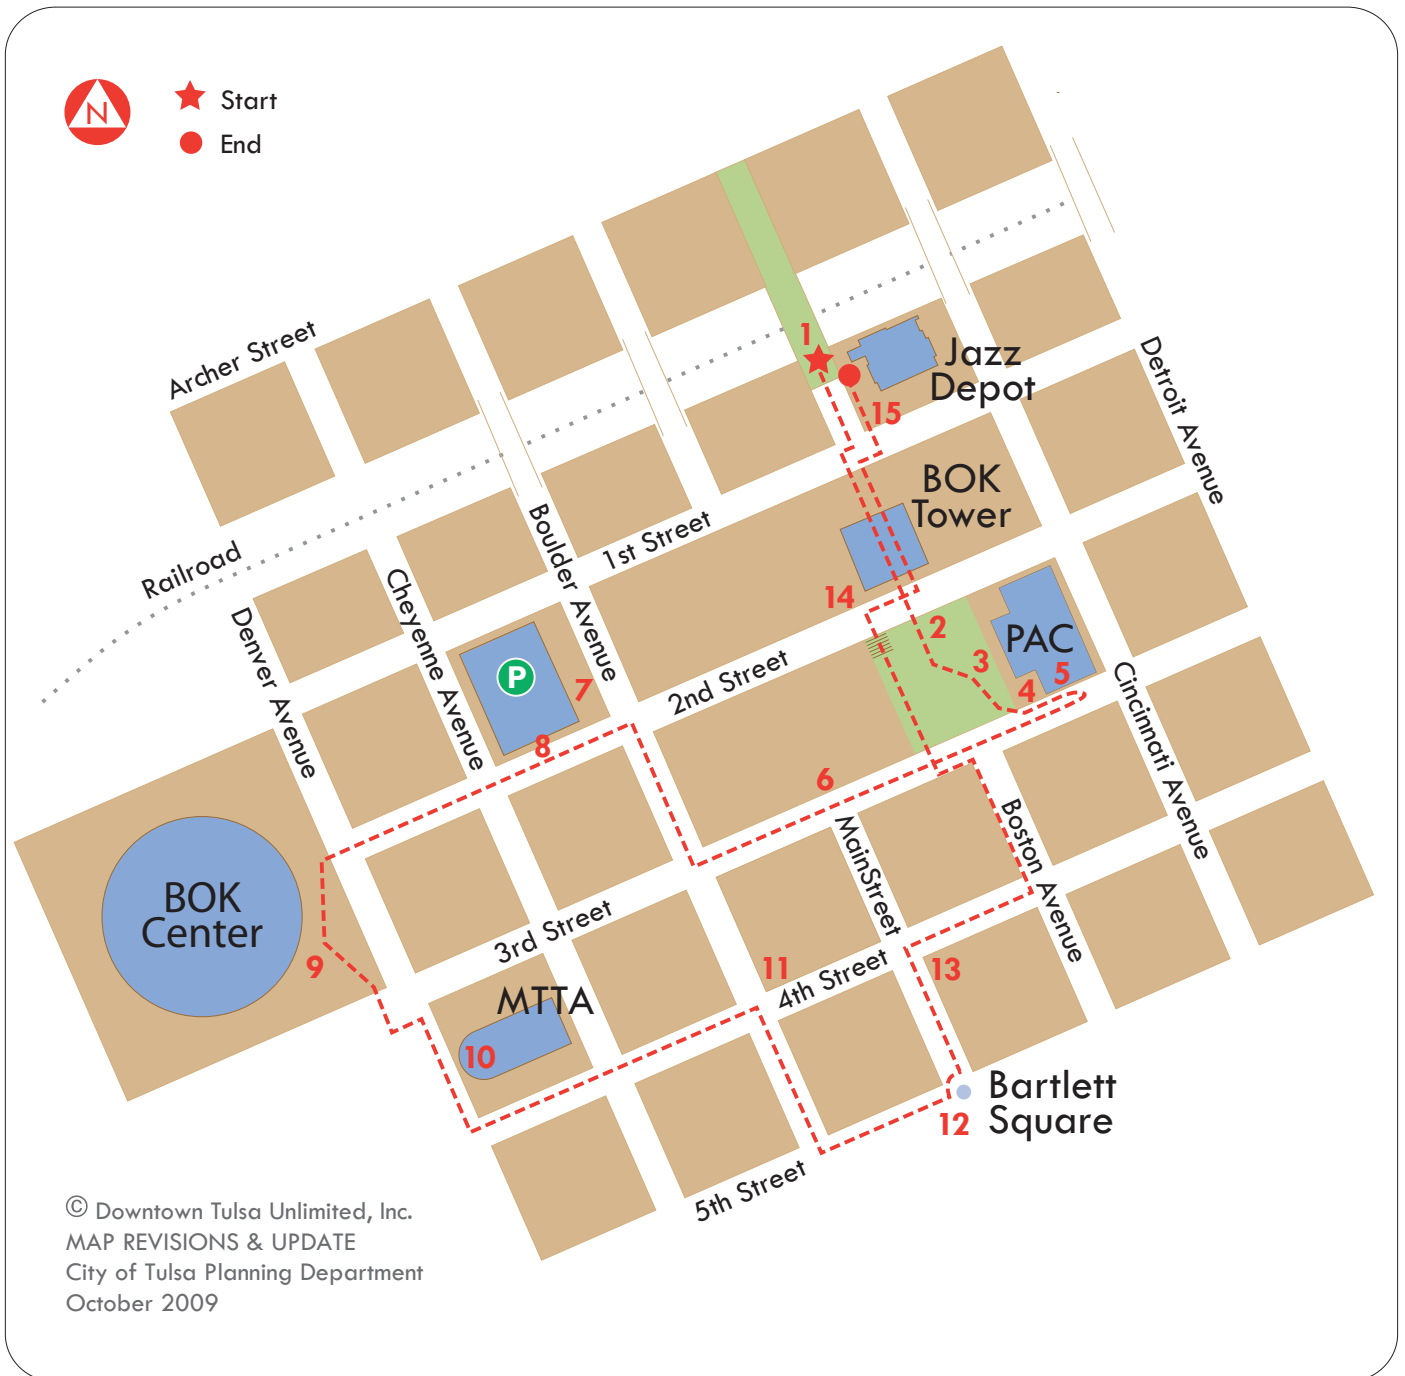 N
Start
End
Archer Street
1
Jazz
Depot
15
Detroit Avenue
BOK
Tower
Boulder Avenue
1st Street
Railroad
Cheyenne Avenue
Denver Avenue
14
2
PAC
3
5
4
P
7
2nd Street
8
6
Cincinnati Avenue
MainStreet
Boston Avenue
BOK
Center
3rd Street
9
11
4th Street
13
MTTA
10
Bartlett
Square
12
5th Street
© Downtown Tulsa Unlimited, Inc.
MAP REVISIONS & UPDATE
City of Tulsa Planning Department
October 2009